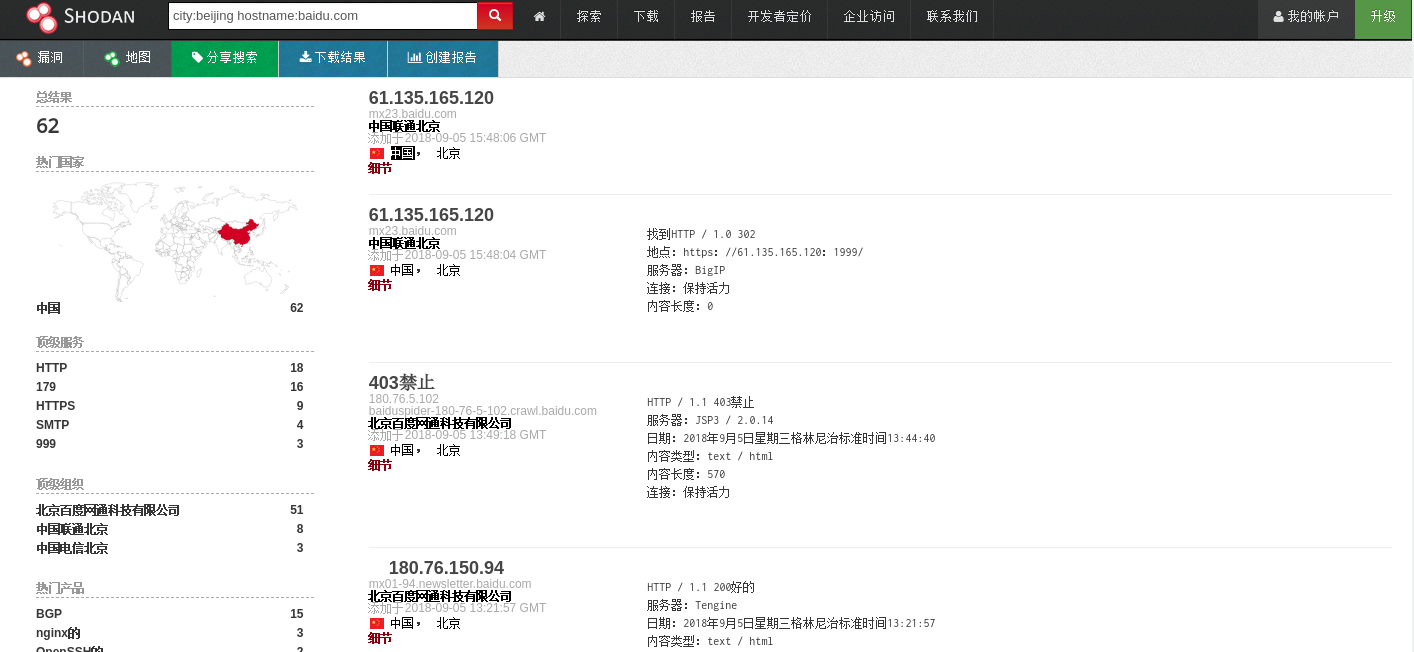 SHODAN
city:beijing hostname:baidu.com
探索
下载
报告
开发者定价
企业访问
联系我们
我的帐户
升级
漏洞
地图
分享搜索
下载结果
创建报告
总结果
62
热门国家
中国 62
顶级服务
HTTP 18
179 16
HTTPS 9
SMTP 4
999 3
顶级组织
北京百度网通科技有限公司 51
中国联通北京 8
中国电信北京 3
热门产品
BGP 15
nginx的 3
OpenSSH的 2
61.135.165.120
mx23.baidu.com
中国联通北京
添加于2018-09-05 15:48:06 GMT
中国， 北京
细节
61.135.165.120
mx23.baidu.com
中国联通北京
添加于2018-09-05 15:48:04 GMT
中国， 北京
细节
找到HTTP / 1.0 302
地点：https：//61.135.165.120：1999/
服务器：BigIP
连接：保持活力
内容长度：0
403禁止
180.76.5.102
baiduspider-180-76-5-102.crawl.baidu.com
北京百度网通科技有限公司
添加于2018-09-05 13:49:18 GMT
中国， 北京
细节
HTTP / 1.1 403禁止
服务器：JSP3 / 2.0.14
日期：2018年9月5日星期三格林尼治标准时间13:44:40
内容类型：text / html
内容长度：570
连接：保持活力
180.76.150.94
mx01-94.newsletter.baidu.com
北京百度网通科技有限公司
添加于2018-09-05 13:21:57 GMT
中国， 北京
细节
HTTP / 1.1 200好的
服务器：Tengine
日期：2018年9月5日星期三格林尼治标准时间13:21:57
内容类型：text / html